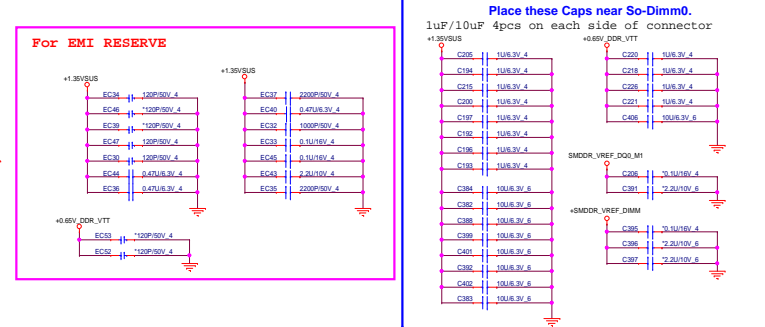 For EMI RESERVE
+1.35VSUS
EC34 120P/50V_4
EC46 *120P/50V_4
EC39 *120P/50V_4
EC47 *120P/50V_4
EC30 *120P/50V_4
EC44 0.47U/6.3V_4
EC36 0.47U/6.3V_4
+1.35VSUS
EC37 2200P/50V_4
EC40 0.47U/6.3V_4
EC32 1000P/50V_4
EC33 0.1U/16V_4
EC45 0.1U/16V_4
EC43 2.2U/10V_4
EC35 2200P/50V_4
+0.65V_DDR_VTT
EC53 *120P/50V_4
EC52 *120P/50V_4
Place these Caps near So-Dimm0.
1uF/10uF 4pcs on each side of connector
+1.35VSUS
C205 1U/6.3V_4
C194 1U/6.3V_4
C215 1U/6.3V_4
C200 1U/6.3V_4
C197 1U/6.3V_4
C192 1U/6.3V_4
C196 1U/6.3V_4
C193 1U/6.3V_4
C384 10U/6.3V_6
C382 10U/6.3V_6
C388 10U/6.3V_6
C399 10U/6.3V_6
C401 10U/6.3V_6
C392 10U/6.3V_6
C402 10U/6.3V_6
C383 10U/6.3V_6
+0.65V_DDR_VTT
C220 1U/6.3V_4
C218 1U/6.3V_4
C226 1U/6.3V_4
C221 1U/6.3V_4
C406 10U/6.3V_6
SMDDR_VREF_DQ0_M1
C206 *0.1U/16V_4
C391 *2.2U/10V_6
+SMDDR_VREF_DIMM
C395 *0.1U/16V_4
C396 *2.2U/10V_6
C397 *2.2U/10V_6